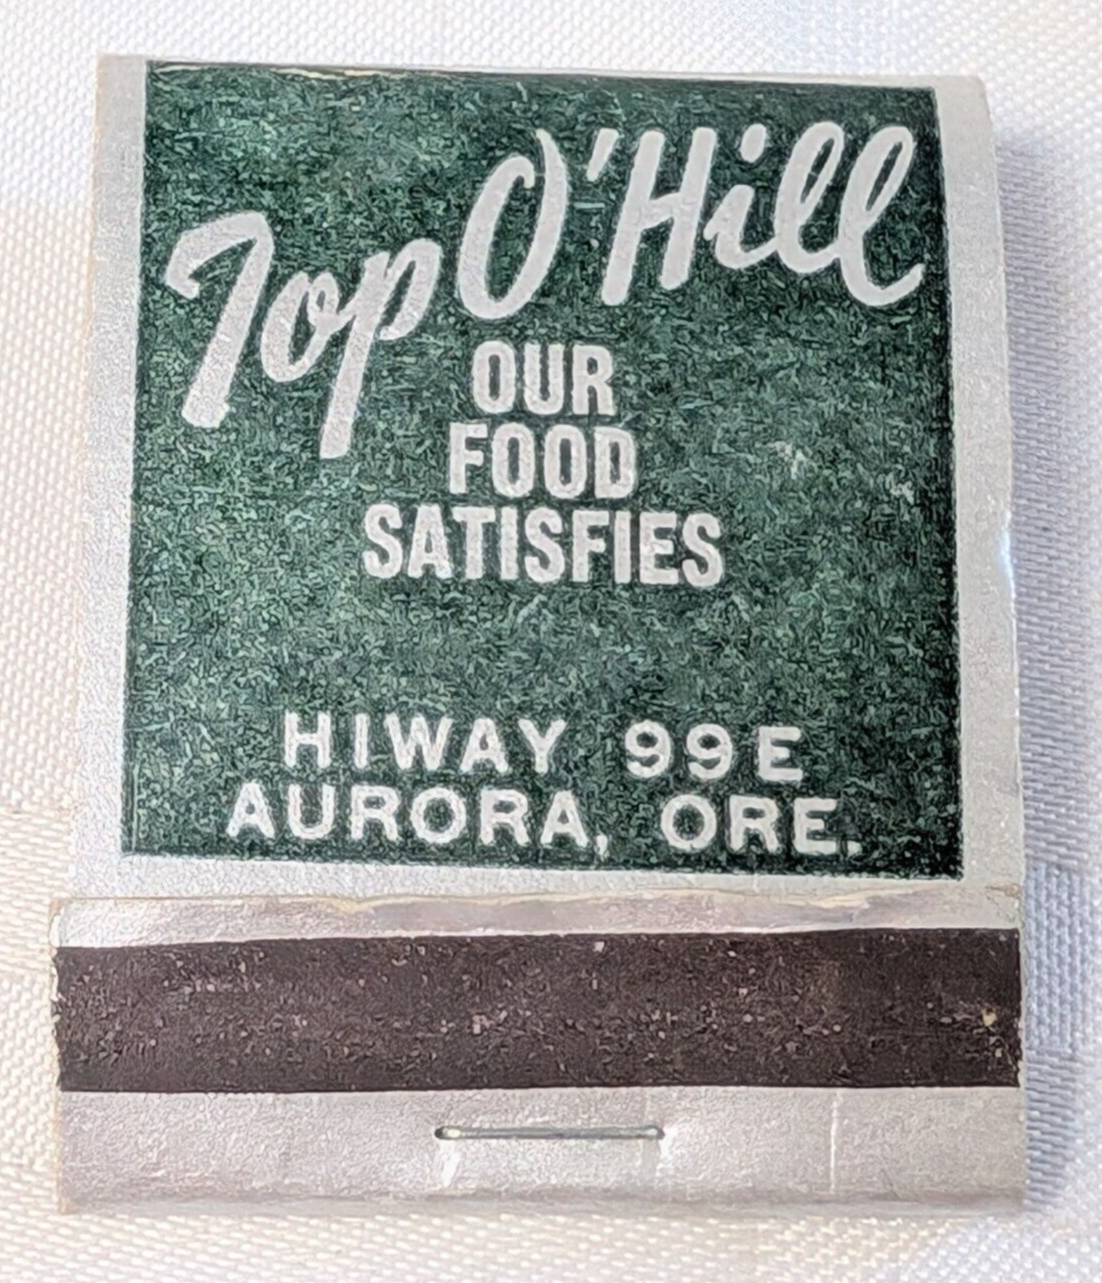 Top O'Hill
OUR
FOOD
SATISFIES
HIWAY 99E
AURORA, ORE.